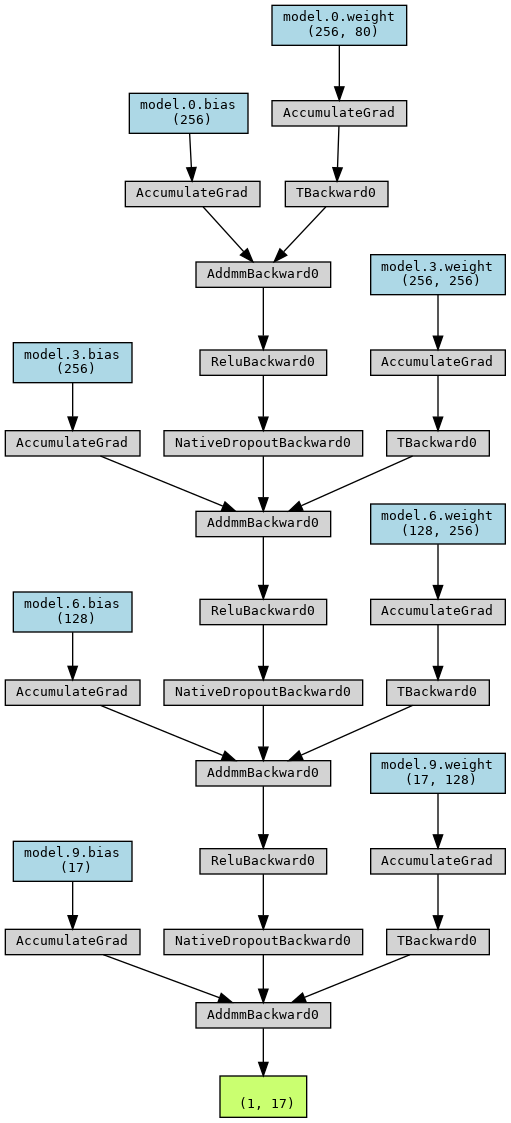 model.0.weight
(256, 80)
model.0.bias
(256)
AccumulateGrad
AccumulateGrad
TBackward0
AddmmBackward0
model.3.weight
(256, 256)
model.3.bias
(256)
ReluBackward0
AccumulateGrad
AccumulateGrad
NativeDropoutBackward0
TBackward0
AddmmBackward0
model.6.weight
(128, 256)
model.6.bias
(128)
ReluBackward0
AccumulateGrad
AccumulateGrad
NativeDropoutBackward0
TBackward0
AddmmBackward0
model.9.weight
(17, 128)
model.9.bias
(17)
ReluBackward0
AccumulateGrad
AccumulateGrad
NativeDropoutBackward0
TBackward0
AddmmBackward0
(1, 17)